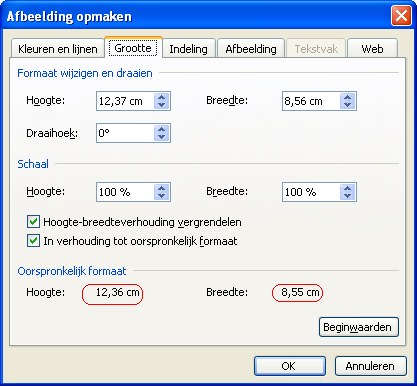 Afbeelding opmaken
Kleuren en lijnen Grootte Indeling Afbeelding Tekstvak Web
Formaat wijzigen en draaien
Hoogte: 12,37 cm Breedte: 8,56 cm
Draaihoek: 0°
Schaal
Hoogte: 100 % Breedte: 100 %
Hoogte-breedteverhouding vergrendelen
In verhouding tot oorspronkelijk formaat
Oorspronkelijk formaat
Hoogte: 12,36 cm Breedte: 8,55 cm
Beginwaarden
OK Annuleren